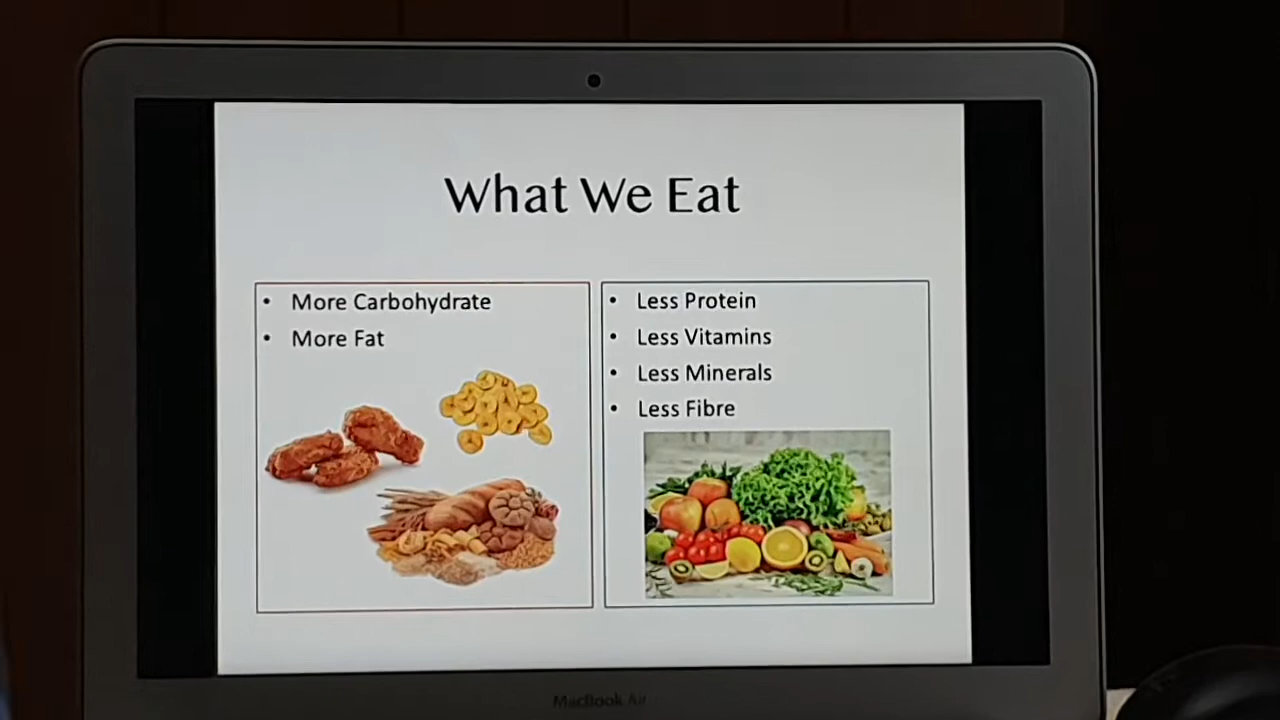 What We Eat
• More Carbohydrate
• More Fat
• Less Protein
• Less Vitamins
• Less Minerals
• Less Fibre
MacBook Air